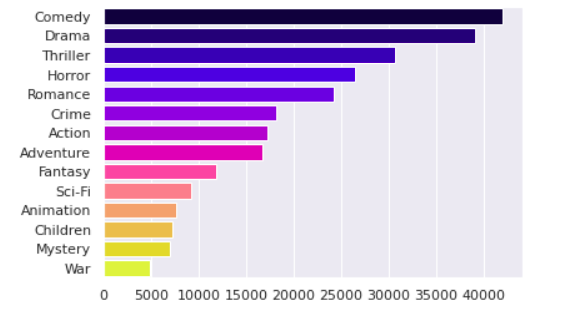 Comedy
Drama
Thriller
Horror
Romance
Crime
Action
Adventure
Fantasy
Sci-Fi
Animation
Children
Mystery
War
0 5000 10000 15000 20000 25000 30000 35000 40000